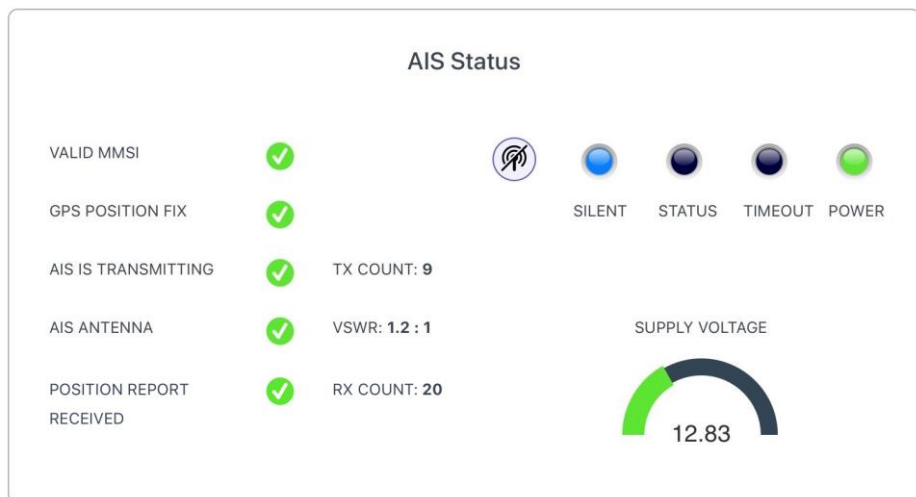 AIS Status
VALID MMSI
GPS POSITION FIX
AIS IS TRANSMITTING
TX COUNT: 9
AIS ANTENNA
VSWR: 1.2 : 1
POSITION REPORT
RECEIVED
RX COUNT: 20
SILENT
STATUS
TIMEOUT
POWER
SUPPLY VOLTAGE
12.83